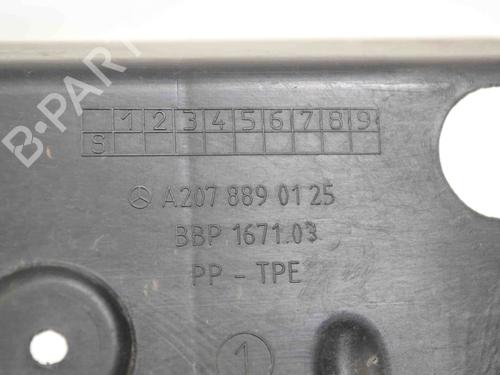 B-PART
1 2 3 4 5 6 7 8 9
S
A 207 889 01 25
BBP 1671.03
PP - TPE
1